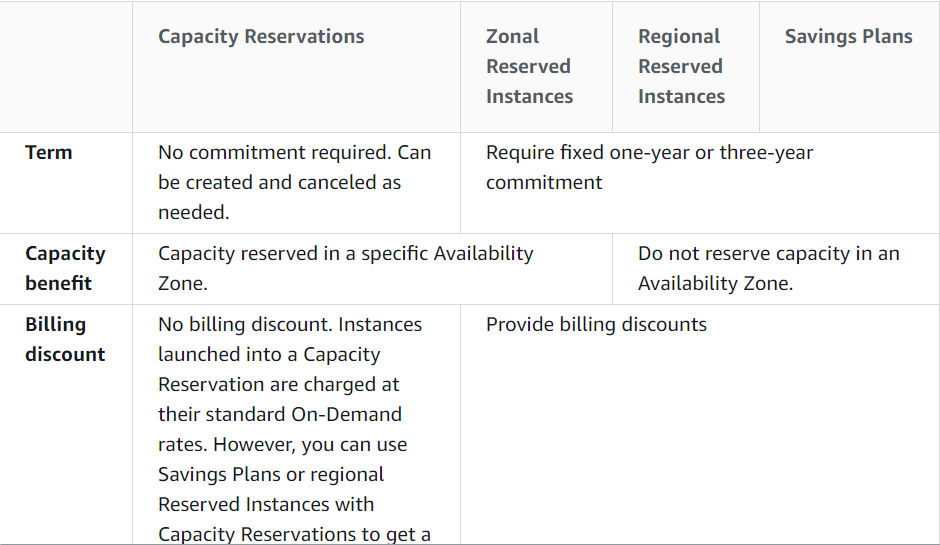 Capacity Reservations
Zonal
Reserved
Instances
Regional
Reserved
Instances
Savings Plans
Term
No commitment required. Can
be created and canceled as
needed.
Require fixed one-year or three-year
commitment
Capacity
benefit
Capacity reserved in a specific Availability
Zone.
Do not reserve capacity in an
Availability Zone.
Billing
discount
No billing discount. Instances
launched into a Capacity
Reservation are charged at
their standard On-Demand
rates. However, you can use
Savings Plans or regional
Reserved Instances with
Capacity Reservations to get a
Provide billing discounts